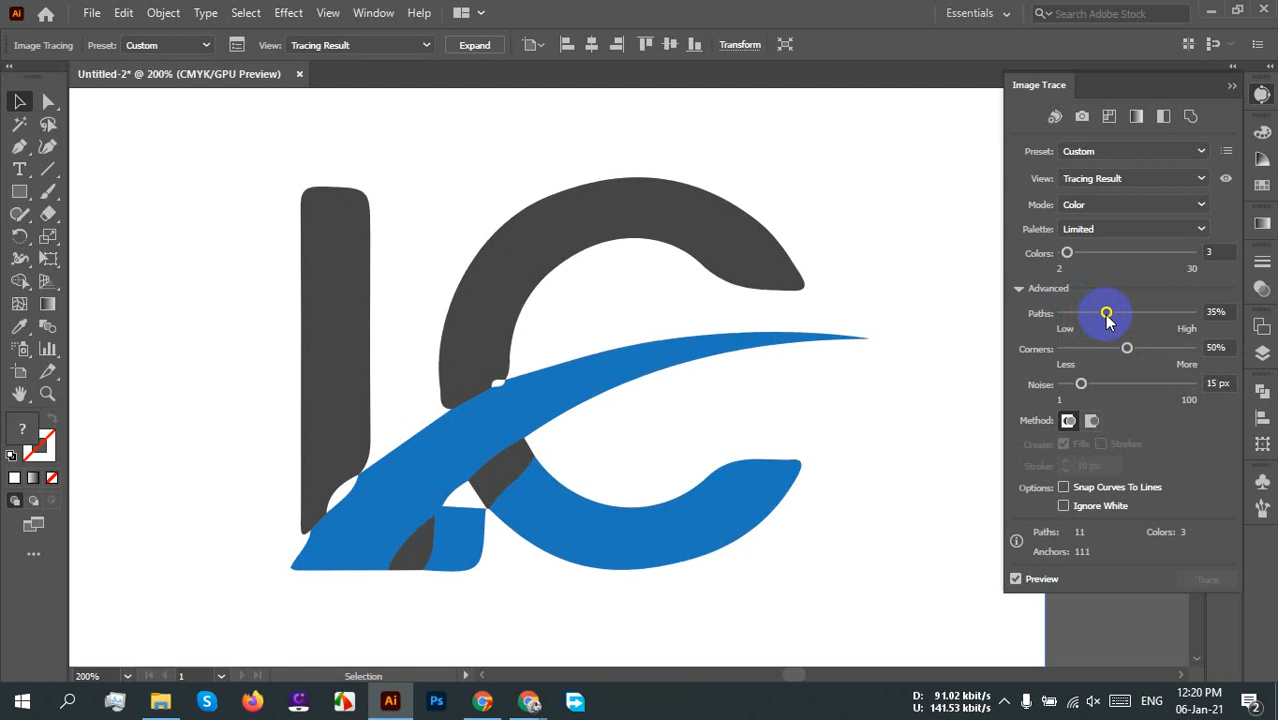 Ai File Edit Object Type Select Effect View Window Help Essentials Search Adobe Stock
Image Tracing Preset: Custom View: Tracing Result Expand Transform
Untitled-2* @ 200% (CMYK/GPU Preview)
Image Trace
Preset: Custom
View: Tracing Result
Mode: Color
Palette: Limited
Colors: 3
2 30
Advanced
Paths: 35%
Low High
Corners: 50%
Less More
Noise: 15 px
1 100
Method:
Create: Fills Strokes
Stroke: 10 px
Options: Snap Curves To Lines
Ignore White
Paths: 11 Colors: 3
Anchors: 111
Preview Trace
IC
200% 1 Selection
Ai Ps D: 91.02 kbit/s ENG 12:20 PM
U: 141.53 kbit/s 06-Jan-21 2